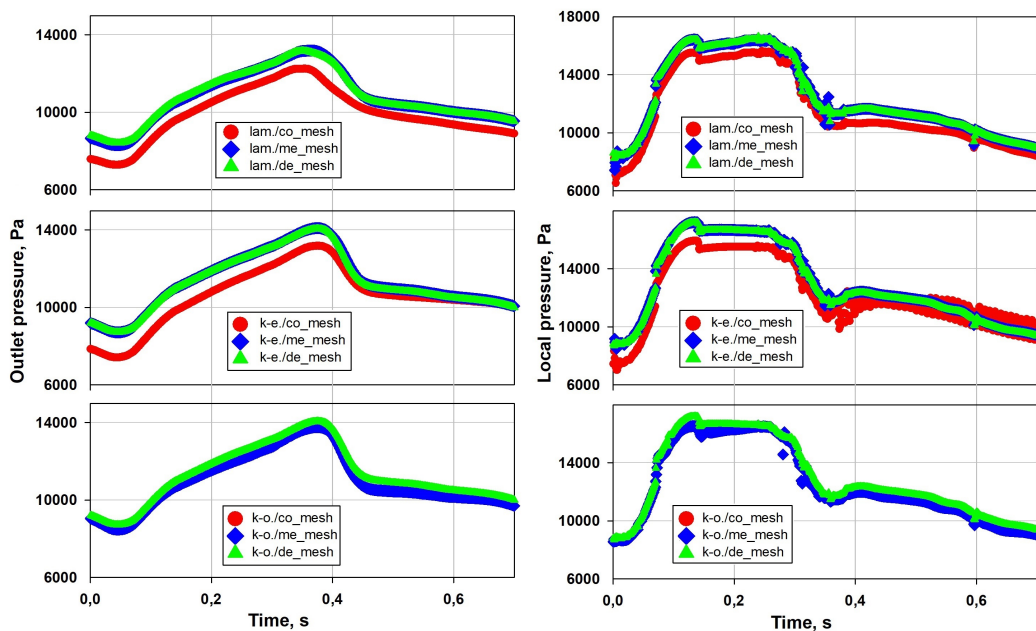 14000
10000
6000
lam./co_mesh
lam./me_mesh
lam./de_mesh
18000
14000
10000
6000
lam./co_mesh
lam./me_mesh
lam./de_mesh
Outlet pressure, Pa
14000
10000
6000
k-e./co_mesh
k-e./me_mesh
k-e./de_mesh
Local pressure, Pa
14000
10000
6000
k-e./co_mesh
k-e./me_mesh
k-e./de_mesh
14000
10000
6000
k-o./co_mesh
k-o./me_mesh
k-o./de_mesh
0,0 0,2 0,4 0,6
Time, s
14000
10000
6000
k-o./co_mesh
k-o./me_mesh
k-o./de_mesh
0,0 0,2 0,4 0,6
Time, s